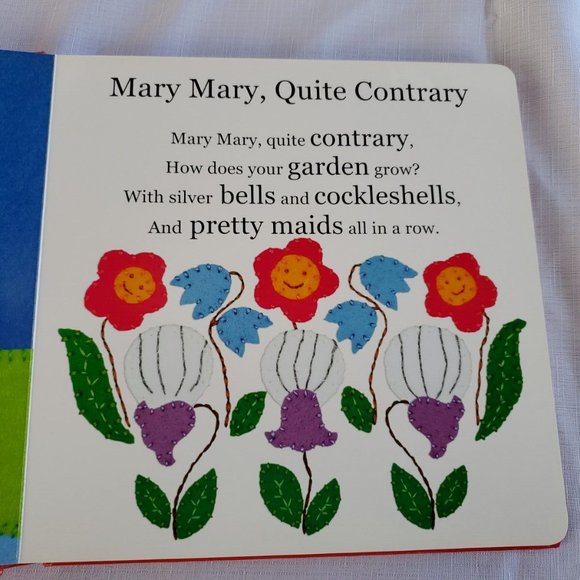 Mary Mary, Quite Contrary
Mary Mary, quite contrary,
How does your garden grow?
With silver bells and cockleshells,
And pretty maids all in a row.